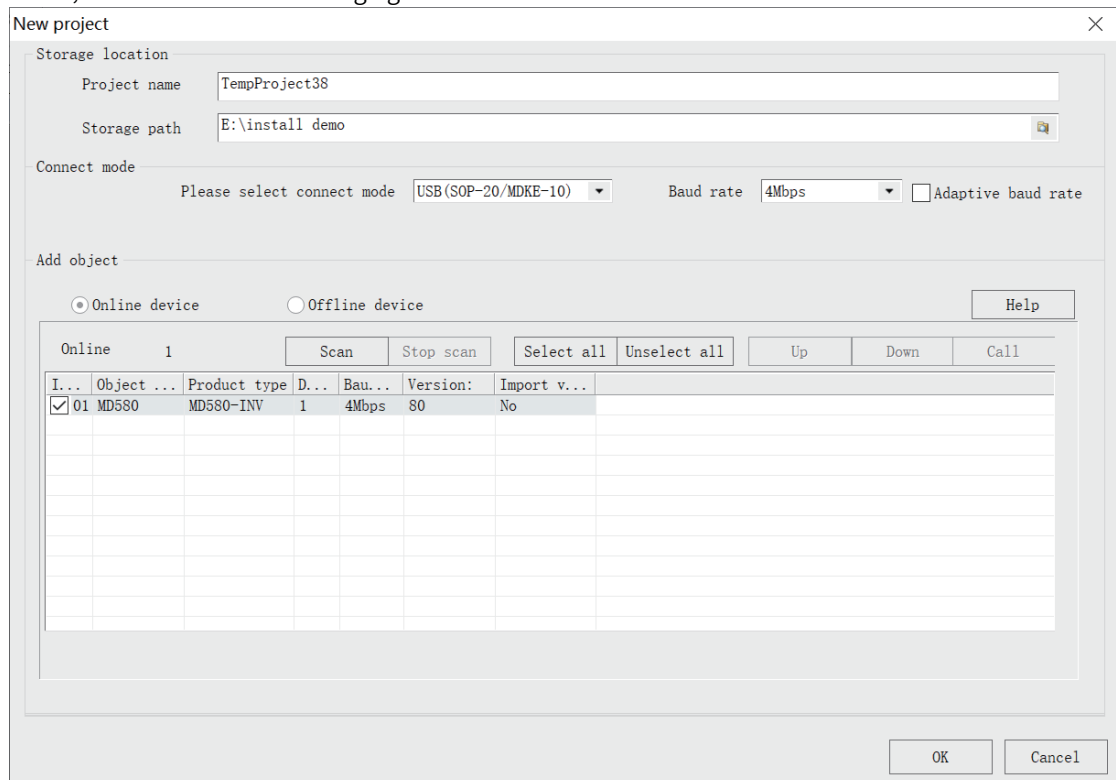 New project
Storage location
Project name TempProject38
Storage path E:\install demo
Connect mode
Please select connect mode USB(SOP-20/MDKE-10) Baud rate 4Mbps Adaptive baud rate
Add object
Online device Offline device Help
Online 1 Scan Stop scan Select all Unselect all Up Down Call
I... Object ... Product type D... Bau... Version: Import v...
01 MD580 MD580-INV 1 4Mbps 80 No
OK Cancel